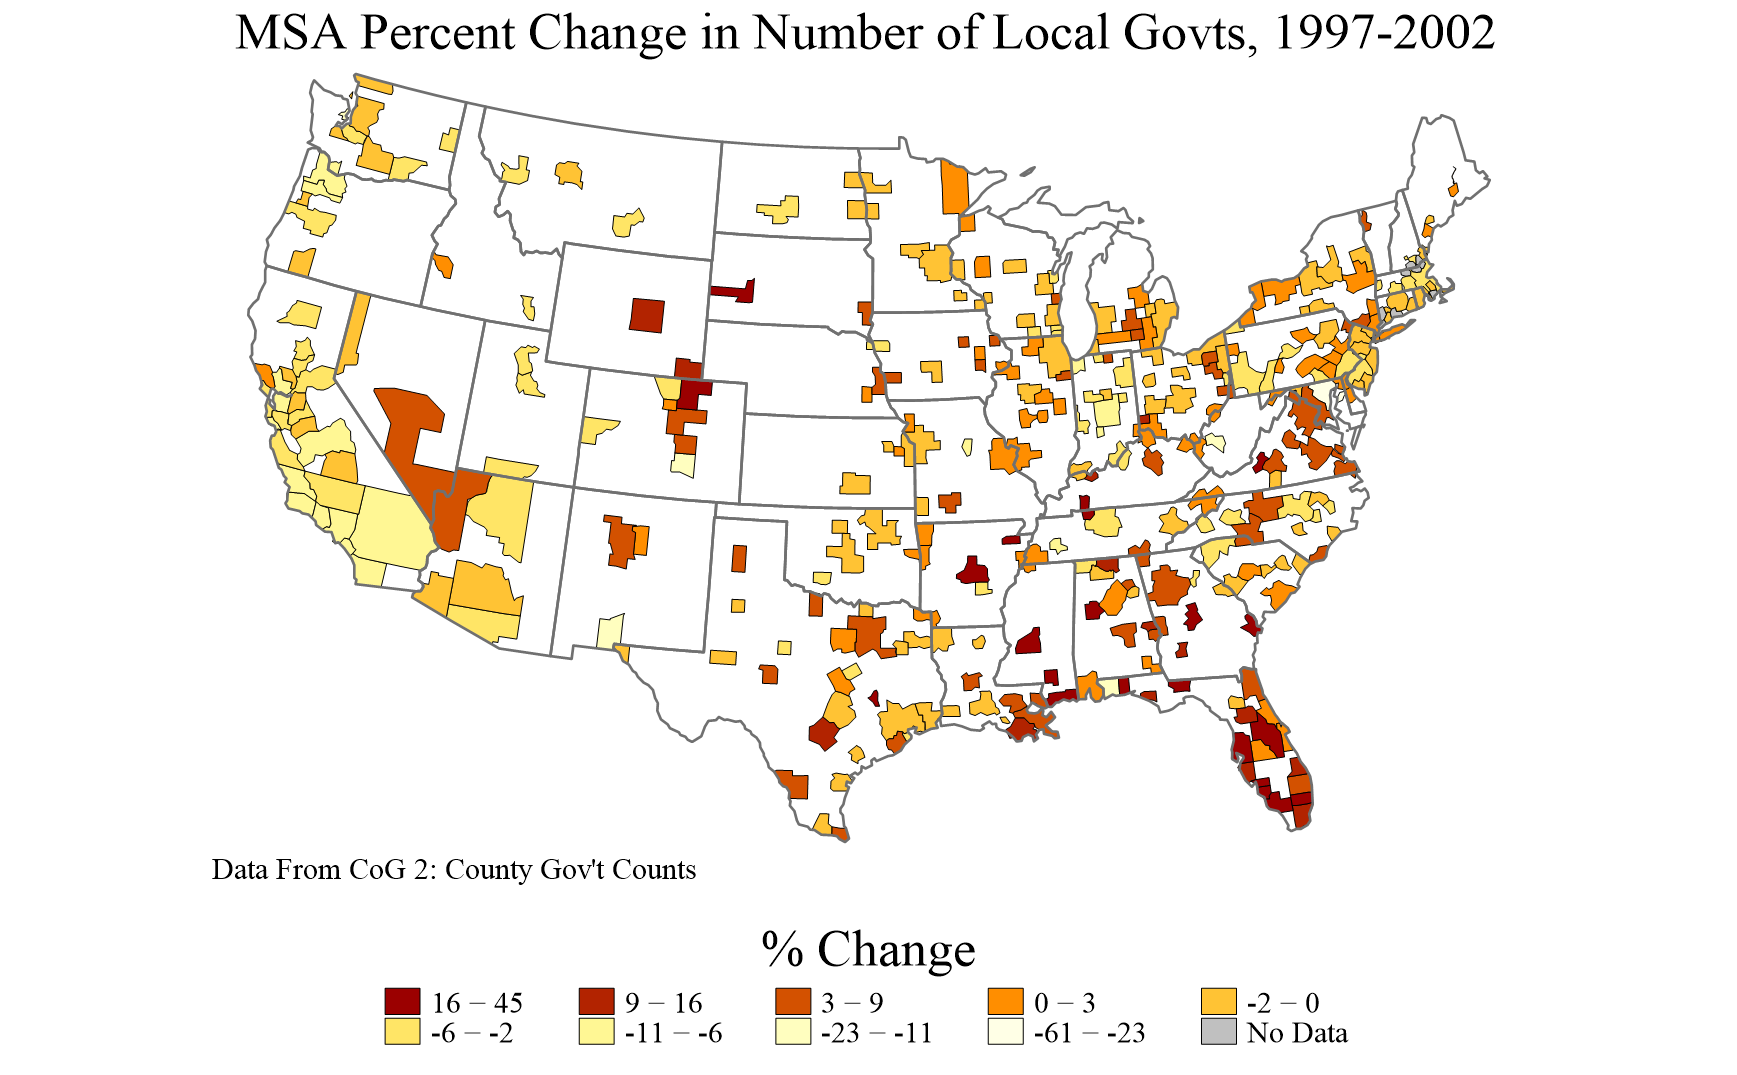 MSA Percent Change in Number of Local Govts, 1997-2002
Data From CoG 2: County Gov't Counts
% Change
16 – 45 9 – 16 3 – 9 0 – 3 -2 – 0
-6 – -2 -11 – -6 -23 – -11 -61 – -23 No Data